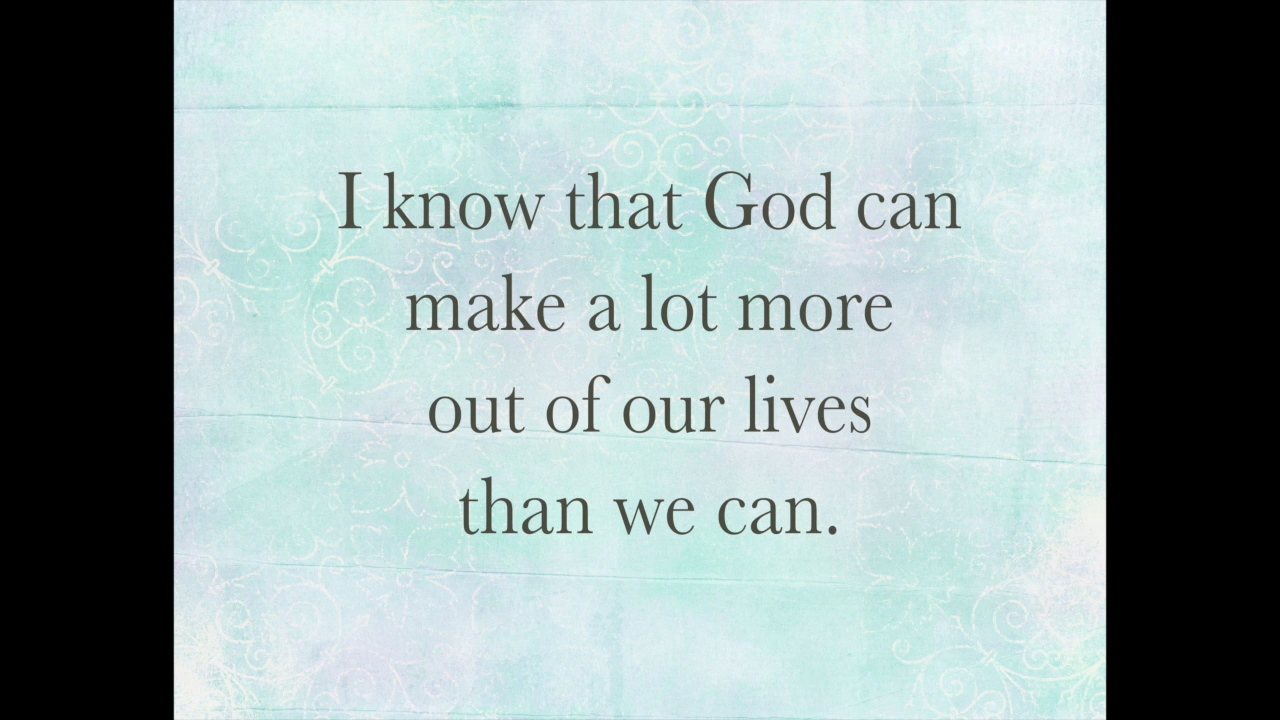 I know that God can
make a lot more
out of our lives
than we can.